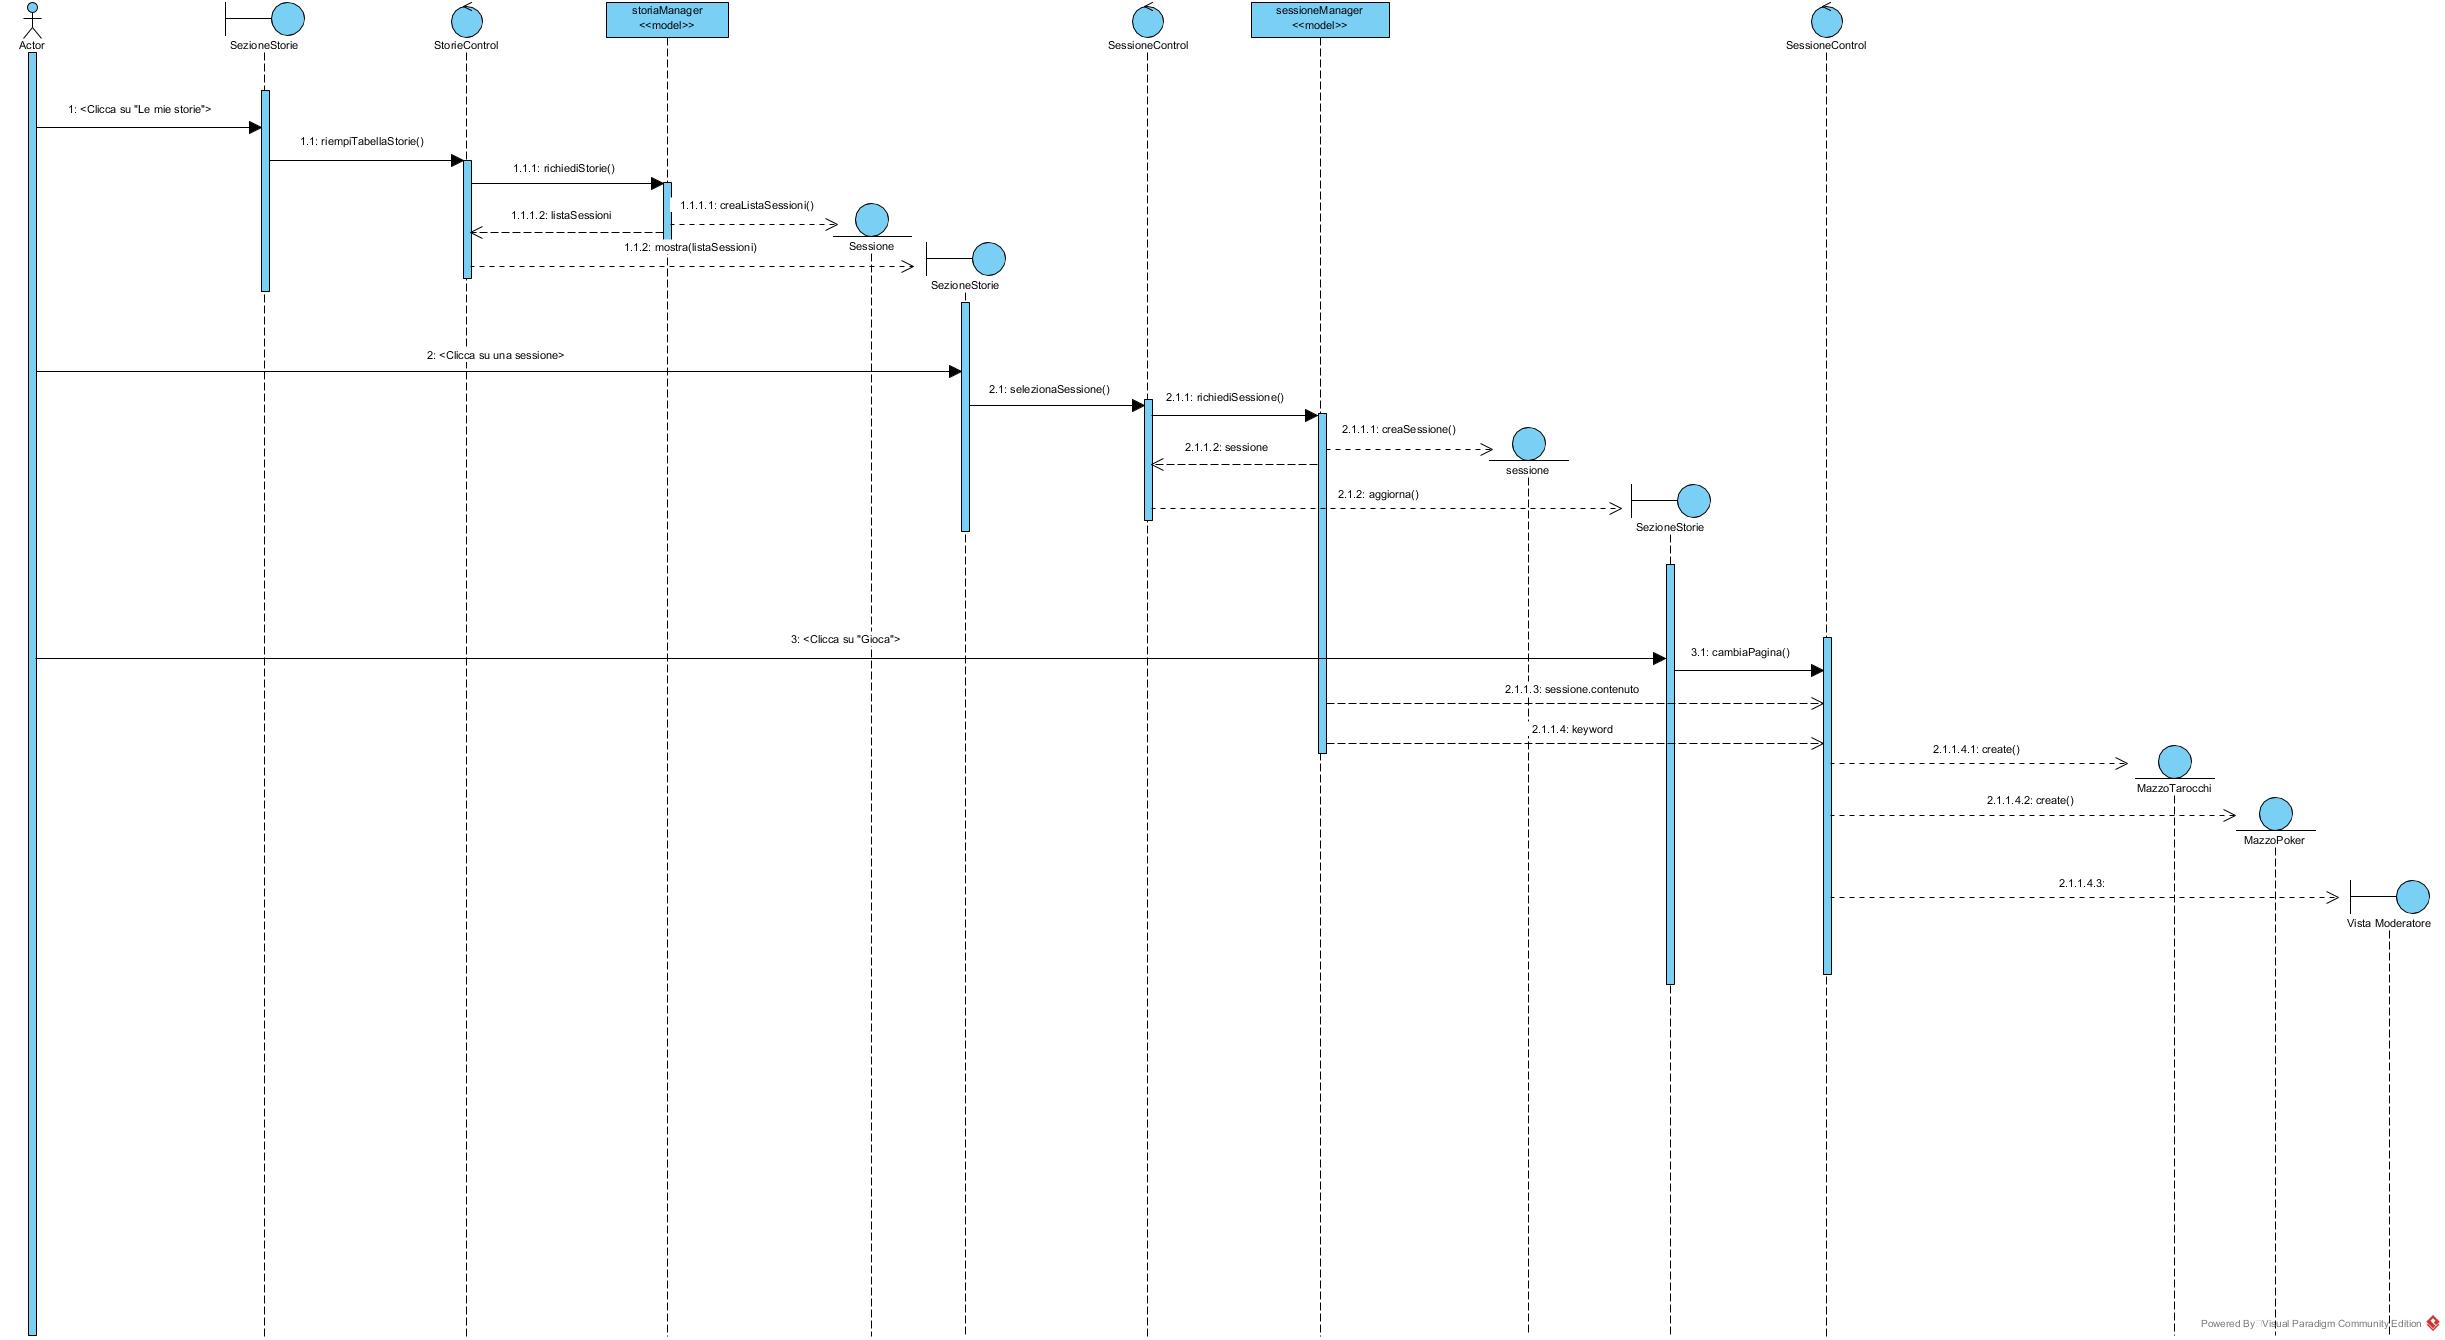 storiaManager
<<model>>
sessioneManager
<<model>>
Actor
SezioneStorie
StorieControl
SessioneControl
SessioneControl
1: <Clicca su "Le mie storie">
1.1: riempiTabellaStorie()
1.1.1: richiediStorie()
1.1.1.1: creaListaSessioni()
1.1.1.2: listaSessioni
Sessione
1.1.2: mostra(listaSessioni)
SezioneStorie
2: <Clicca su una sessione>
2.1: selezionaSessione()
2.1.1: richiediSessione()
2.1.1.1: creaSessione()
2.1.1.2: sessione
sessione
2.1.2: aggiorna()
SezioneStorie
3: <Clicca su "Gioca">
3.1: cambiaPagina()
2.1.1.3: sessione.contenuto
2.1.1.4: keyword
2.1.1.4.1: create()
MazzoTarocchi
2.1.1.4.2: create()
MazzoPoker
2.1.1.4.3:
Vista Moderatore
Powered By Visual Paradigm Community Edition